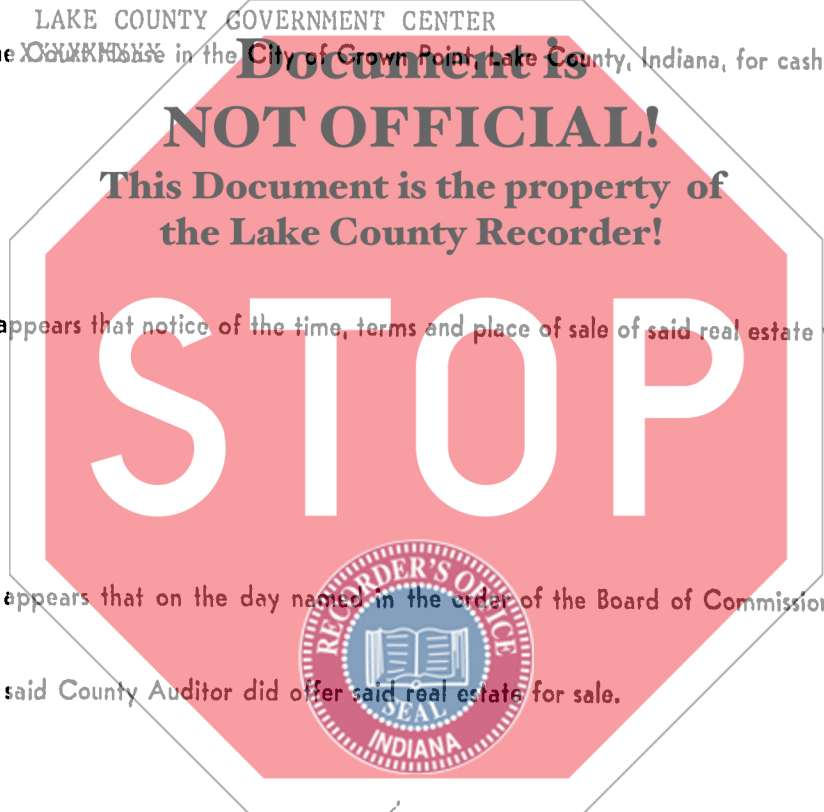 LAKE COUNTY GOVERNMENT CENTER
e Court House in the City of Crown Point, Lake County, Indiana, for cash
Document is
NOT OFFICIAL!
This Document is the property of
the Lake County Recorder!
appears that notice of the time, terms and place of sale of said real estate
STOP
appears that on the day named in the order of the Board of Commission
said County Auditor did offer said real estate for sale.
RECORDER'S OFFICE
SEAL
INDIANA